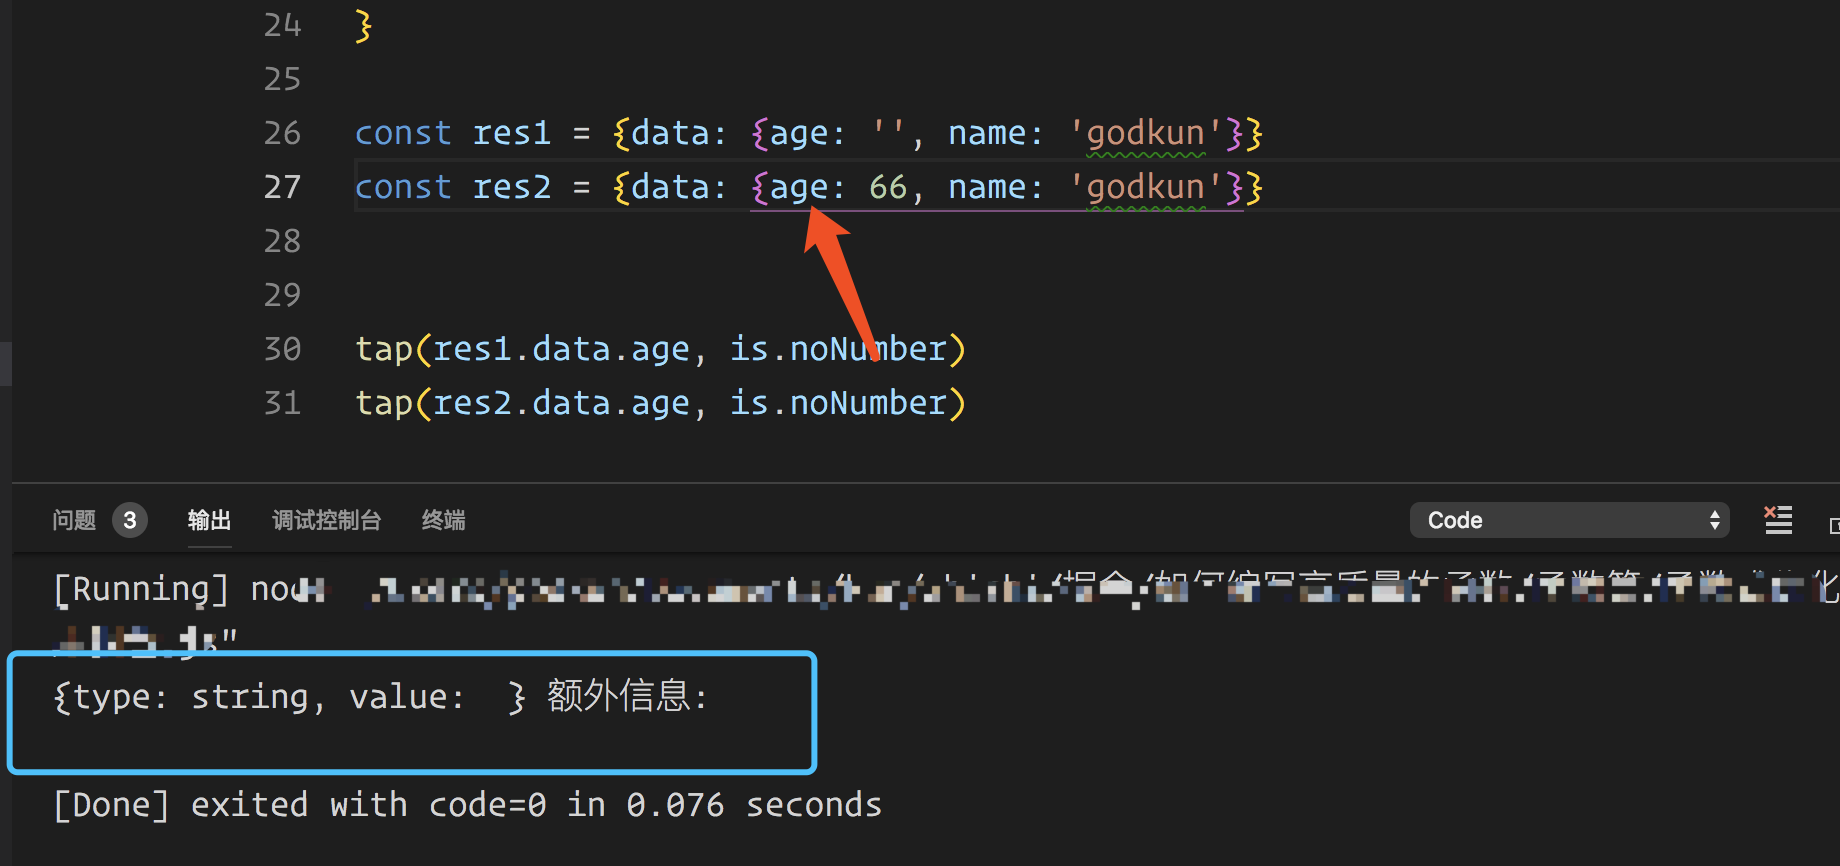 24 }
25
26 const res1 = {data: {age: '', name: 'godkun'}}
27 const res2 = {data: {age: 66, name: 'godkun'}}
28
29
30 tap(res1.data.age, is.noNumber)
31 tap(res2.data.age, is.noNumber)
问题 3 输出 调试控制台 终端 Code
[Running]
"
{type: string, value:  } 额外信息:
[Done] exited with code=0 in 0.076 seconds